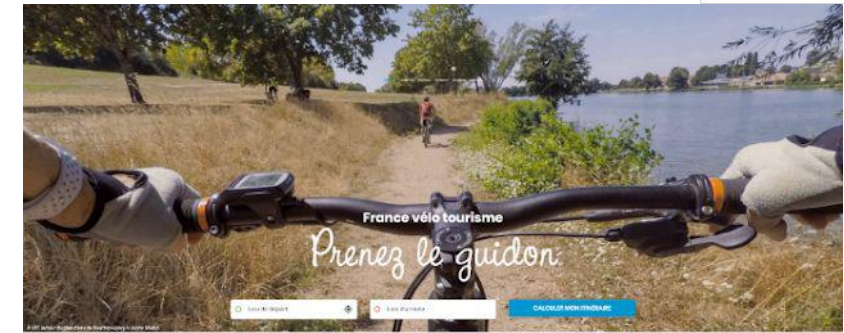 France vélo tourisme
Prenez le guidon
Lieu de départ
Lieu d'arrivée
CALCULER MON ITINÉRAIRE